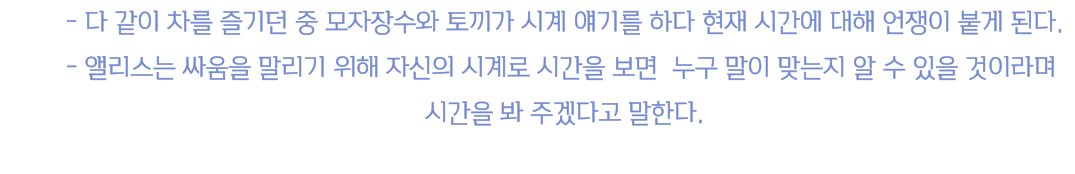 - 다 같이 차를 즐기던 중 모자장수와 토끼가 시계 얘기를 하다 현재 시간에 대해 언쟁이 붙게 된다.
- 앨리스는 싸움을 말리기 위해 자신의 시계로 시간을 보면 누구 말이 맞는지 알 수 있을 것이라며
시간을 봐 주겠다고 말한다.